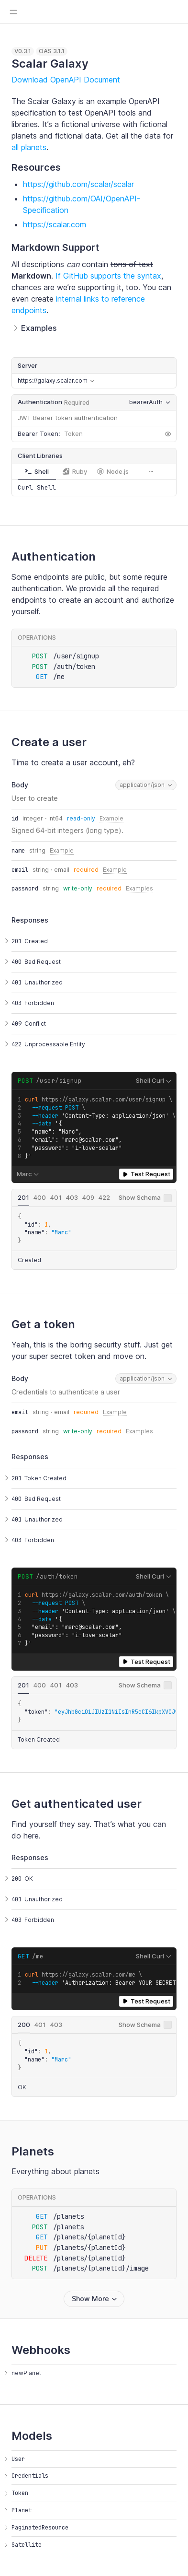 V0.3.1 OAS 3.1.1
Scalar Galaxy
Download OpenAPI Document
The Scalar Galaxy is an example OpenAPI
specification to test OpenAPI tools and
libraries. It's a fictional universe with fictional
planets and fictional data. Get all the data for
all planets.
Resources
https://github.com/scalar/scalar
https://github.com/OAI/OpenAPI-
Specification
https://scalar.com
Markdown Support
All descriptions can contain tons of text
Markdown. If GitHub supports the syntax,
chances are we're supporting it, too. You can
even create internal links to reference
endpoints.
Examples
Server
https://galaxy.scalar.com
Authentication Required bearerAuth
JWT Bearer token authentication
Bearer Token: Token
Client Libraries
Shell Ruby Node.js
Curl Shell
Authentication
Some endpoints are public, but some require
authentication. We provide all the required
endpoints to create an account and authorize
yourself.
OPERATIONS
POST /user/signup
POST /auth/token
GET /me
Create a user
Time to create a user account, eh?
Body application/json
User to create
id integer · int64 read-only Example
Signed 64-bit integers (long type).
name string Example
email string · email required Example
password string write-only required Examples
Responses
201 Created
400 Bad Request
401 Unauthorized
403 Forbidden
409 Conflict
422 Unprocessable Entity
POST /user/signup Shell Curl
1 curl https://galaxy.scalar.com/user/signup \
2 --request POST \
3 --header 'Content-Type: application/json' \
4 --data '{
5 "name": "Marc",
6 "email": "marc@scalar.com",
7 "password": "i-love-scalar"
8 }'
Marc Test Request
201 400 401 403 409 422 Show Schema
{
"id": 1,
"name": "Marc"
}
Created
Get a token
Yeah, this is the boring security stuff. Just get
your super secret token and move on.
Body application/json
Credentials to authenticate a user
email string · email required Example
password string write-only required Examples
Responses
201 Token Created
400 Bad Request
401 Unauthorized
403 Forbidden
POST /auth/token Shell Curl
1 curl https://galaxy.scalar.com/auth/token \
2 --request POST \
3 --header 'Content-Type: application/json' \
4 --data '{
5 "email": "marc@scalar.com",
6 "password": "i-love-scalar"
7 }'
Test Request
201 400 401 403 Show Schema
{
"token": "eyJhbGciOiJIUzI1NiIsInR5cCI6IkpXVCJ9
}
Token Created
Get authenticated user
Find yourself they say. That's what you can
do here.
Responses
200 OK
401 Unauthorized
403 Forbidden
GET /me Shell Curl
1 curl https://galaxy.scalar.com/me \
2 --header 'Authorization: Bearer YOUR_SECRET
Test Request
200 401 403 Show Schema
{
"id": 1,
"name": "Marc"
}
OK
Planets
Everything about planets
OPERATIONS
GET /planets
POST /planets
GET /planets/{planetId}
PUT /planets/{planetId}
DELETE /planets/{planetId}
POST /planets/{planetId}/image
Show More
Webhooks
newPlanet
Models
User
Credentials
Token
Planet
PaginatedResource
Satellite